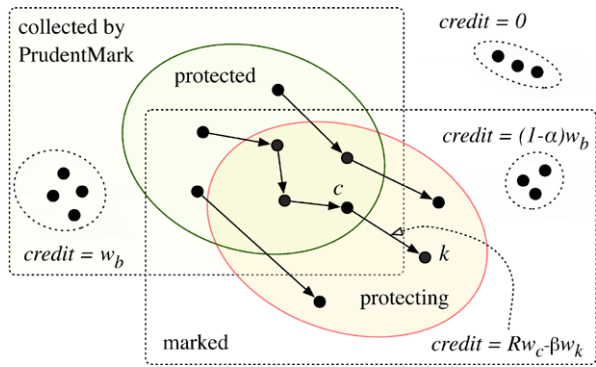 collected by
PrudentMark
credit = 0
protected
credit = (1-α)w_b
c
credit = w_b
k
protecting
marked
credit = Rw_c-βw_k